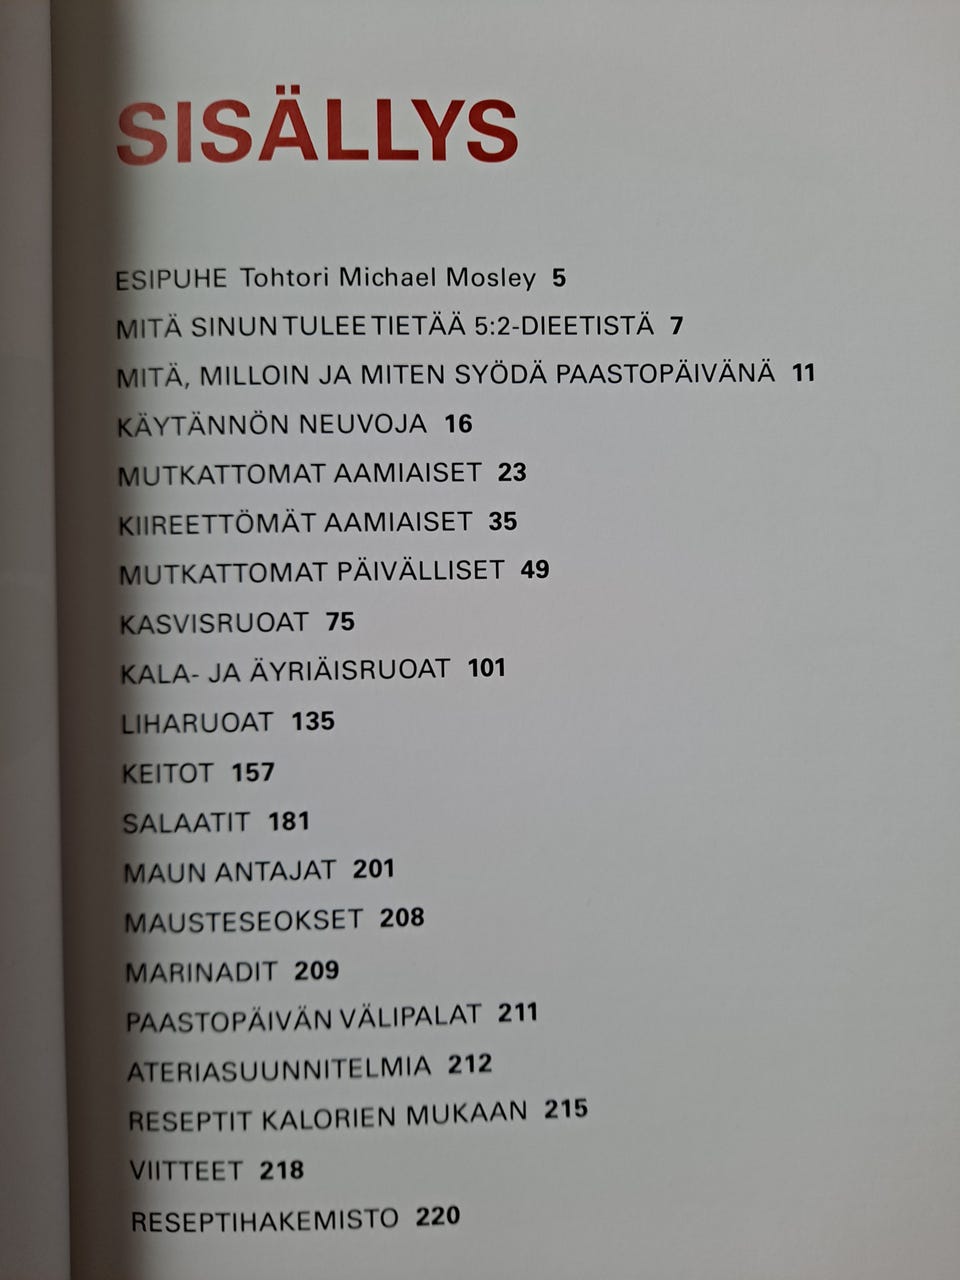 SISÄLLYS
ESIPUHE Tohtori Michael Mosley 5
MITÄ SINUN TULEE TIETÄÄ 5:2-DIEETISTÄ 7
MITÄ, MILLOIN JA MITEN SYÖDÄ PAASTOPÄIVÄNÄ 11
KÄYTÄNNÖN NEUVOJA 16
MUTKATTOMAT AAMIAISET 23
KIIREETTÖMÄT AAMIAISET 35
MUTKATTOMAT PÄIVÄLLISET 49
KASVISRUOAT 75
KALA- JA ÄYRIÄISRUOAT 101
LIHARUOAT 135
KEITOT 157
SALAATIT 181
MAUN ANTAJAT 201
MAUSTESEOKSET 208
MARINADIT 209
PAASTOPÄIVÄN VÄLIPALAT 211
ATERIASUUNNITELMIA 212
RESEPTIT KALORIEN MUKAAN 215
VIITTEET 218
RESEPTIHAKEMISTO 220